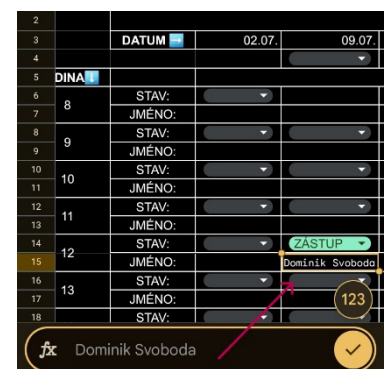 2
3 DATUM ➡️ 02.07. 09.07.
4
5 DINA⬇️
6 8 STAV:
7 JMÉNO:
8 9 STAV:
9 JMÉNO:
10 10 STAV:
11 JMÉNO:
12 11 STAV:
13 JMÉNO:
14 12 STAV: ZÁSTUP
15 JMÉNO: Dominik Svoboda
16 13 STAV:
17 JMÉNO: 123
18 STAV:
fx Dominik Svoboda